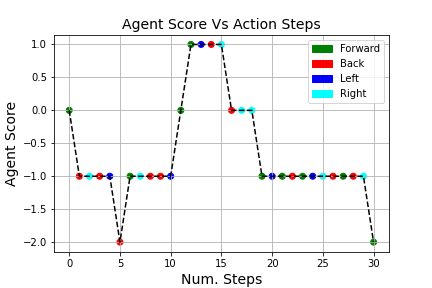 Agent Score Vs Action Steps
Agent Score
1.0
0.5
0.0
−0.5
−1.0
−1.5
−2.0
Forward
Back
Left
Right
0 5 10 15 20 25 30
Num. Steps